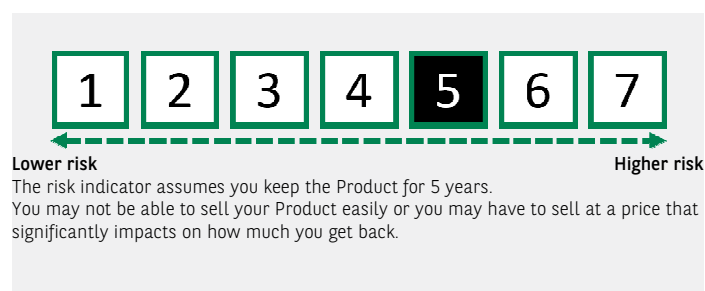 1 2 3 4 5 6 7
Lower risk Higher risk
The risk indicator assumes you keep the Product for 5 years.
You may not be able to sell your Product easily or you may have to sell at a price that
significantly impacts on how much you get back.